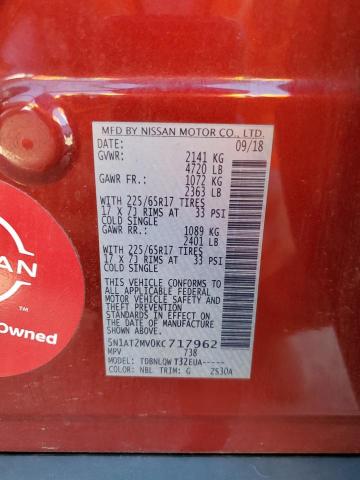 MFD BY NISSAN MOTOR CO., LTD.
DATE: 09/18
GVWR: 2141 KG
4720 LB
GAWR FR.: 1072 KG
2363 LB
WITH 225/65R17 TIRES
17 X 7J RIMS AT 33 PSI
COLD SINGLE
GAWR RR.: 1089 KG
2401 LB
WITH 225/65R17 TIRES
17 X 7J RIMS AT 33 PSI
COLD SINGLE
THIS VEHICLE CONFORMS TO
ALL APPLICABLE FEDERAL
MOTOR VEHICLE SAFETY AND
THEFT PREVENTION
STANDARDS IN EFFECT ON
THE DATE OF MANUFACTURE
SHOWN ABOVE.
5N1AT2MV0KC717962
MPV 738
MODEL: TDBNLQW T32EUA-----
COLOR: NBL TRIM: G 2530A
SAN
TM
Owned